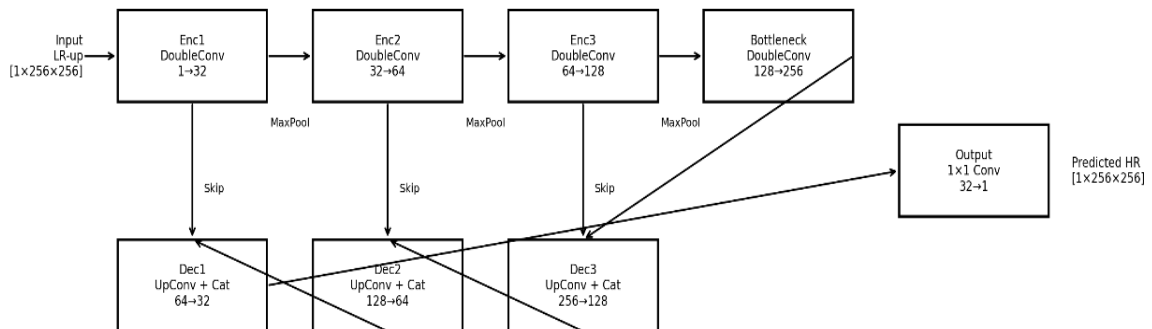 Input
LR-up
[1×256×256]
Enc1
DoubleConv
1→32
Enc2
DoubleConv
32→64
Enc3
DoubleConv
64→128
Bottleneck
DoubleConv
128→256
MaxPool
MaxPool
MaxPool
Output
1×1 Conv
32→1
Predicted HR
[1×256×256]
Skip
Skip
Skip
Dec1
UpConv + Cat
64→32
Dec2
UpConv + Cat
128→64
Dec3
UpConv + Cat
256→128